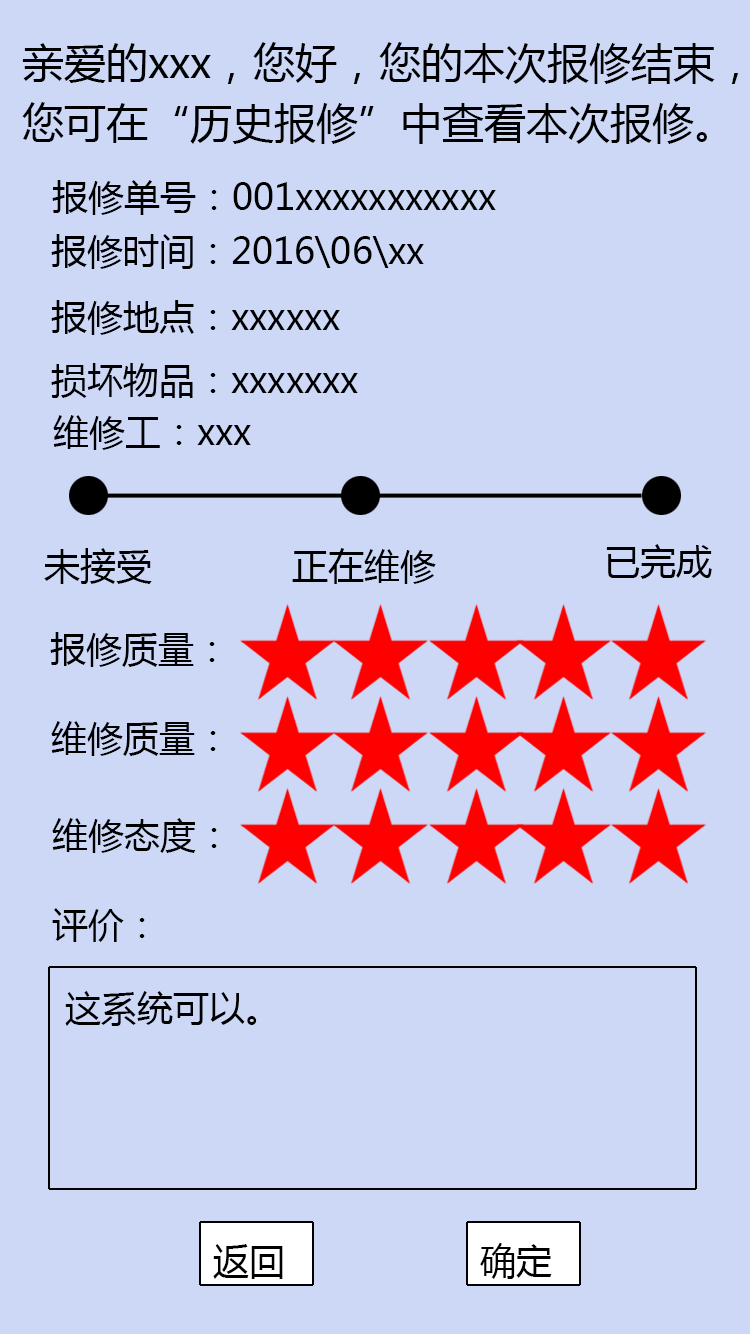 亲爱的xxx，您好，您的本次报修结束，
您可在“历史报修”中查看本次报修。
报修单号：001xxxxxxxxxxx
报修时间：2016\06\xx
报修地点：xxxxxx
损坏物品：xxxxxxx
维修工：xxx
未接受 正在维修 已完成
报修质量：
维修质量：
维修态度：
评价：
这系统可以。
返回 确定